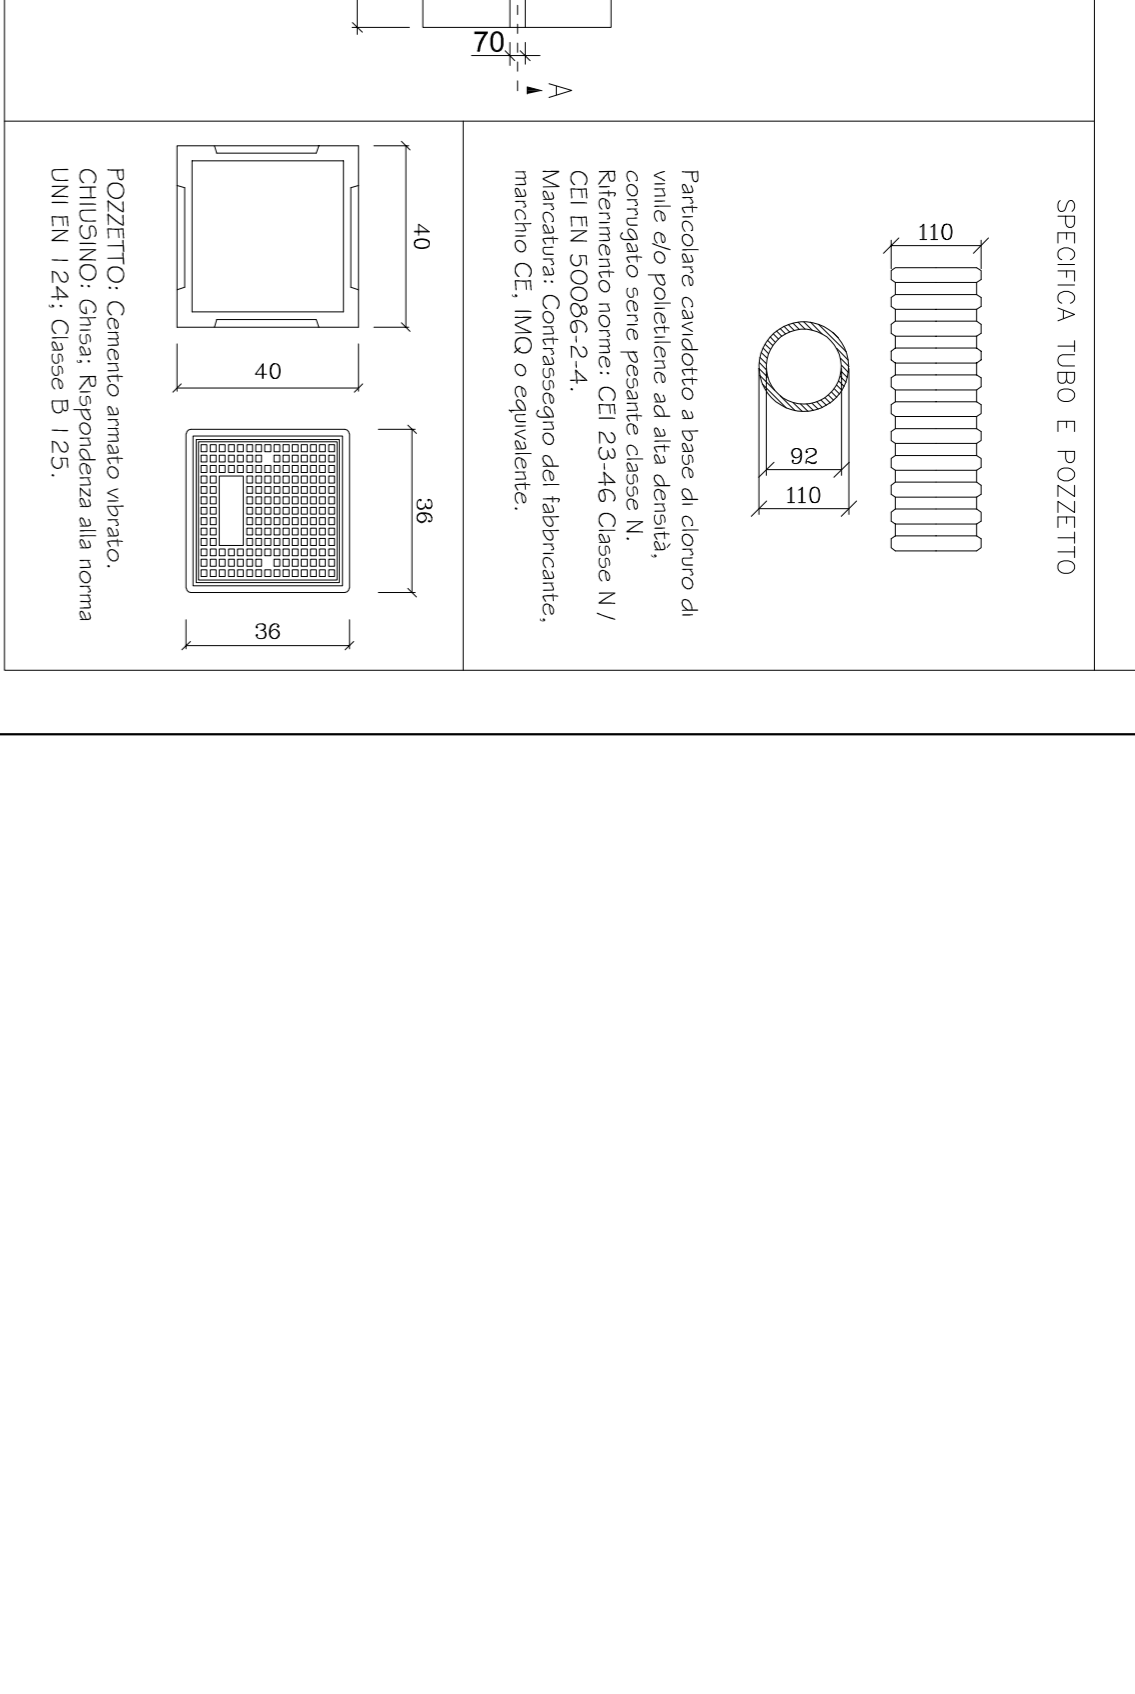 70
A
SPECIFICA TUBO E POZZETTO
110
92
110
Particolare cavidotto a base di cloruro di
vinile e/o polietilene ad alta densità,
corrugato serie pesante classe N.
Riferimento norme: CEI 23-46 Classe N /
CEI EN 50086-2-4.
Marcatura: Contrassegno del fabbricante,
marchio CE, IMQ o equivalente.
40
40
36
36
POZZETTO: Cemento armato vibrato.
CHIUSINO: Ghisa; Rispondenza alla norma
UNI EN 124; Classe B 125.